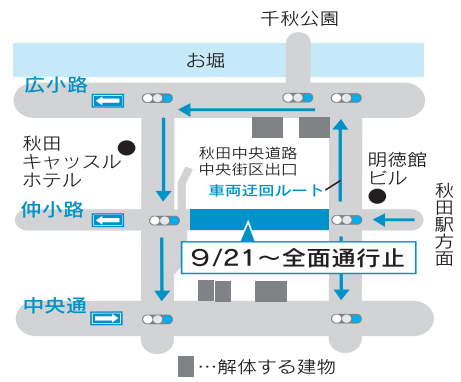 千秋公園
お堀
広小路
秋田
キャッスル
ホテル
秋田中央道路
中央街区出口
車両迂回ルート
明徳館
ビル
秋田駅方面
仲小路
9/21～全面通行止
中央通
…解体する建物